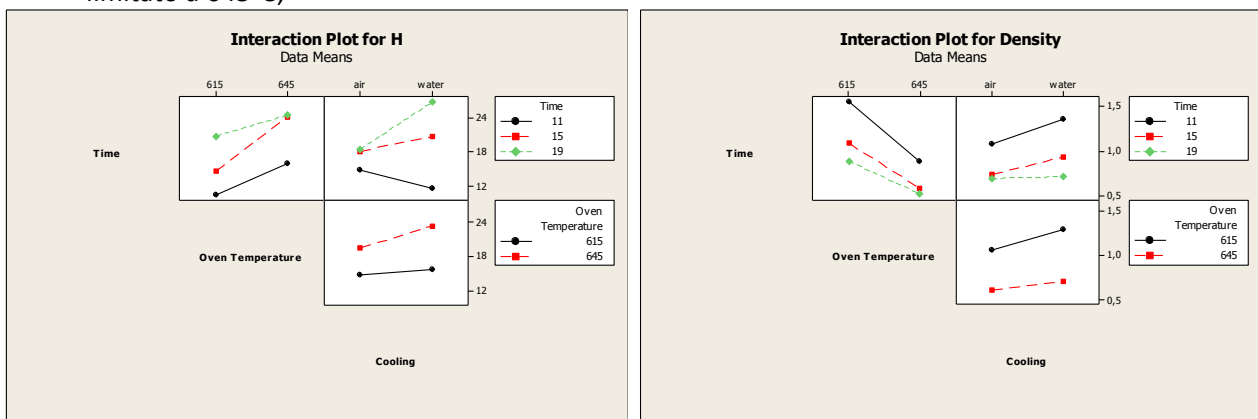 Interaction Plot for H
Data Means
615 645 air water
Time
24
18
12
Time
11
15
19
Oven Temperature
24
18
12
Oven
Temperature
615
645
Cooling
Interaction Plot for Density
Data Means
615 645 air water
Time
1,5
1,0
0,5
Time
11
15
19
Oven Temperature
1,5
1,0
0,5
Oven
Temperature
615
645
Cooling